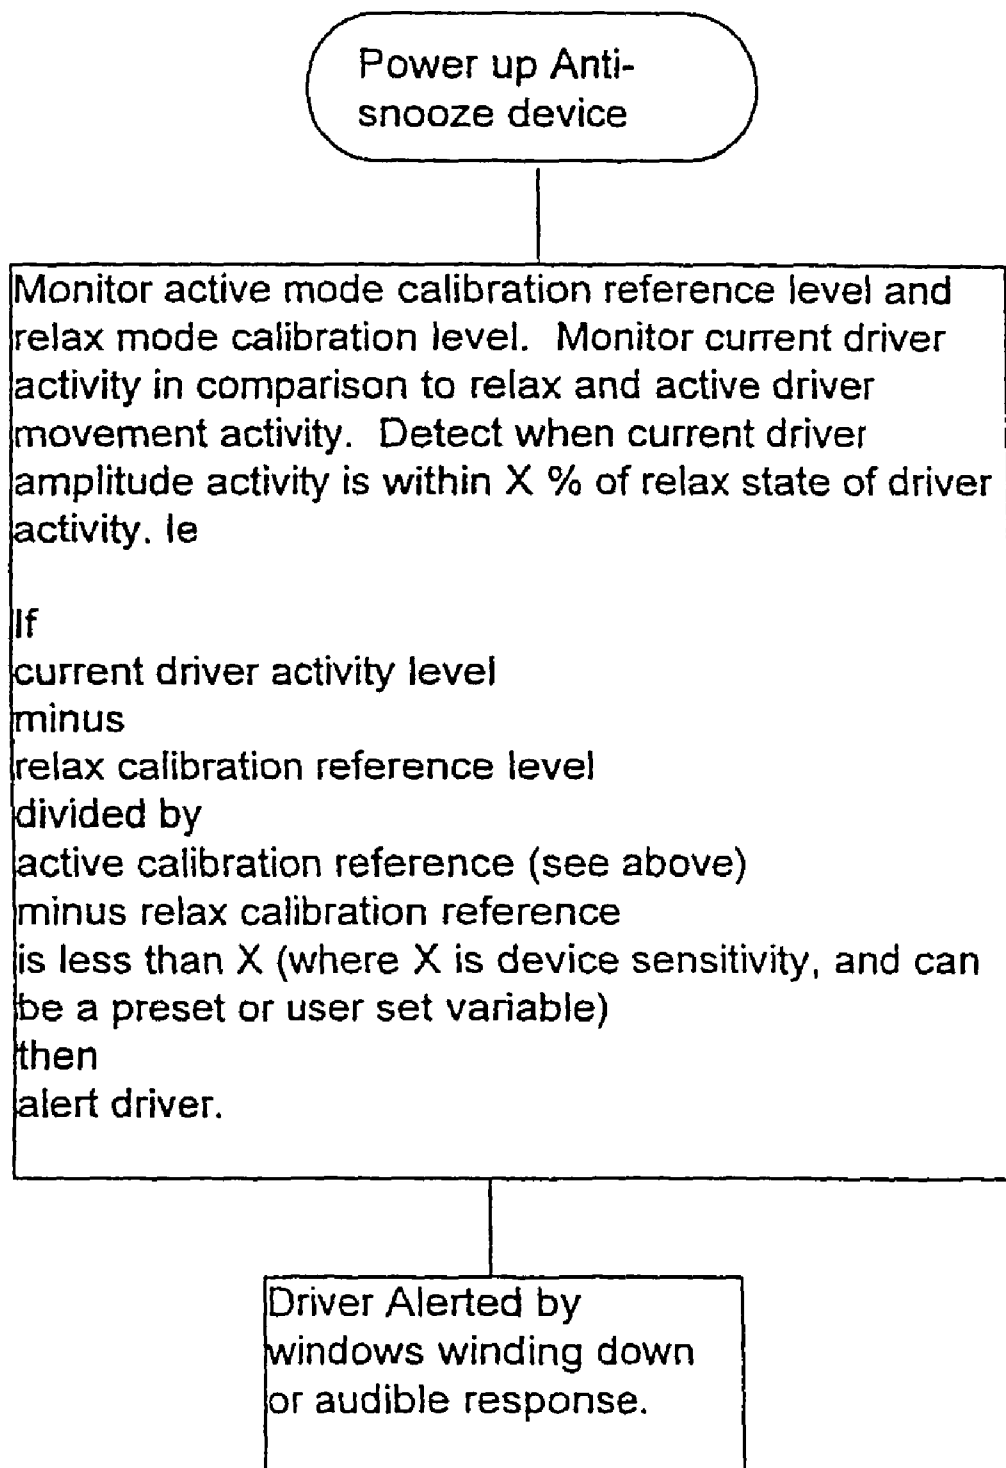 Power up Anti-
snooze device
Monitor active mode calibration reference level and
relax mode calibration level. Monitor current driver
activity in comparison to relax and active driver
movement activity. Detect when current driver
amplitude activity is within X % of relax state of driver
activity. Ie
If
current driver activity level
minus
relax calibration reference level
divided by
active calibration reference (see above)
minus relax calibration reference
is less than X (where X is device sensitivity, and can
be a preset or user set variable)
then
alert driver.
Driver Alerted by
windows winding down
or audible response.